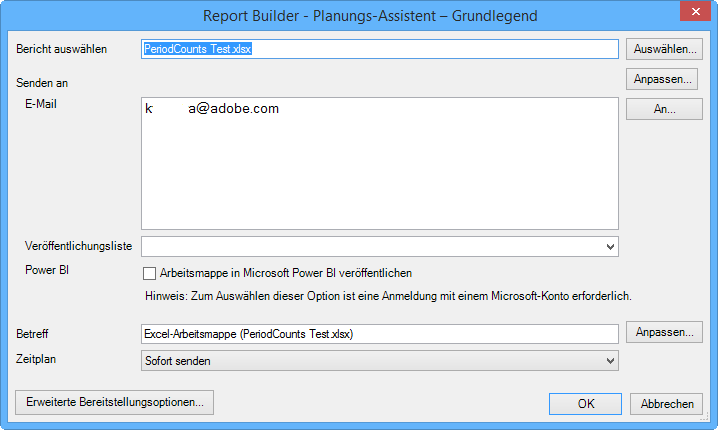 Report Builder - Planungs-Assistent – Grundlegend
Bericht auswählen PeriodCounts Test.xlsx Auswählen...
Senden an Anpassen...
E-Mail k a@adobe.com An...
Veröffentlichungsliste
Power BI Arbeitsmappe in Microsoft Power BI veröffentlichen
Hinweis: Zum Auswählen dieser Option ist eine Anmeldung mit einem Microsoft-Konto erforderlich.
Betreff Excel-Arbeitsmappe (PeriodCounts Test.xlsx) Anpassen...
Zeitplan Sofort senden
Erweiterte Bereitstellungsoptionen... OK Abbrechen